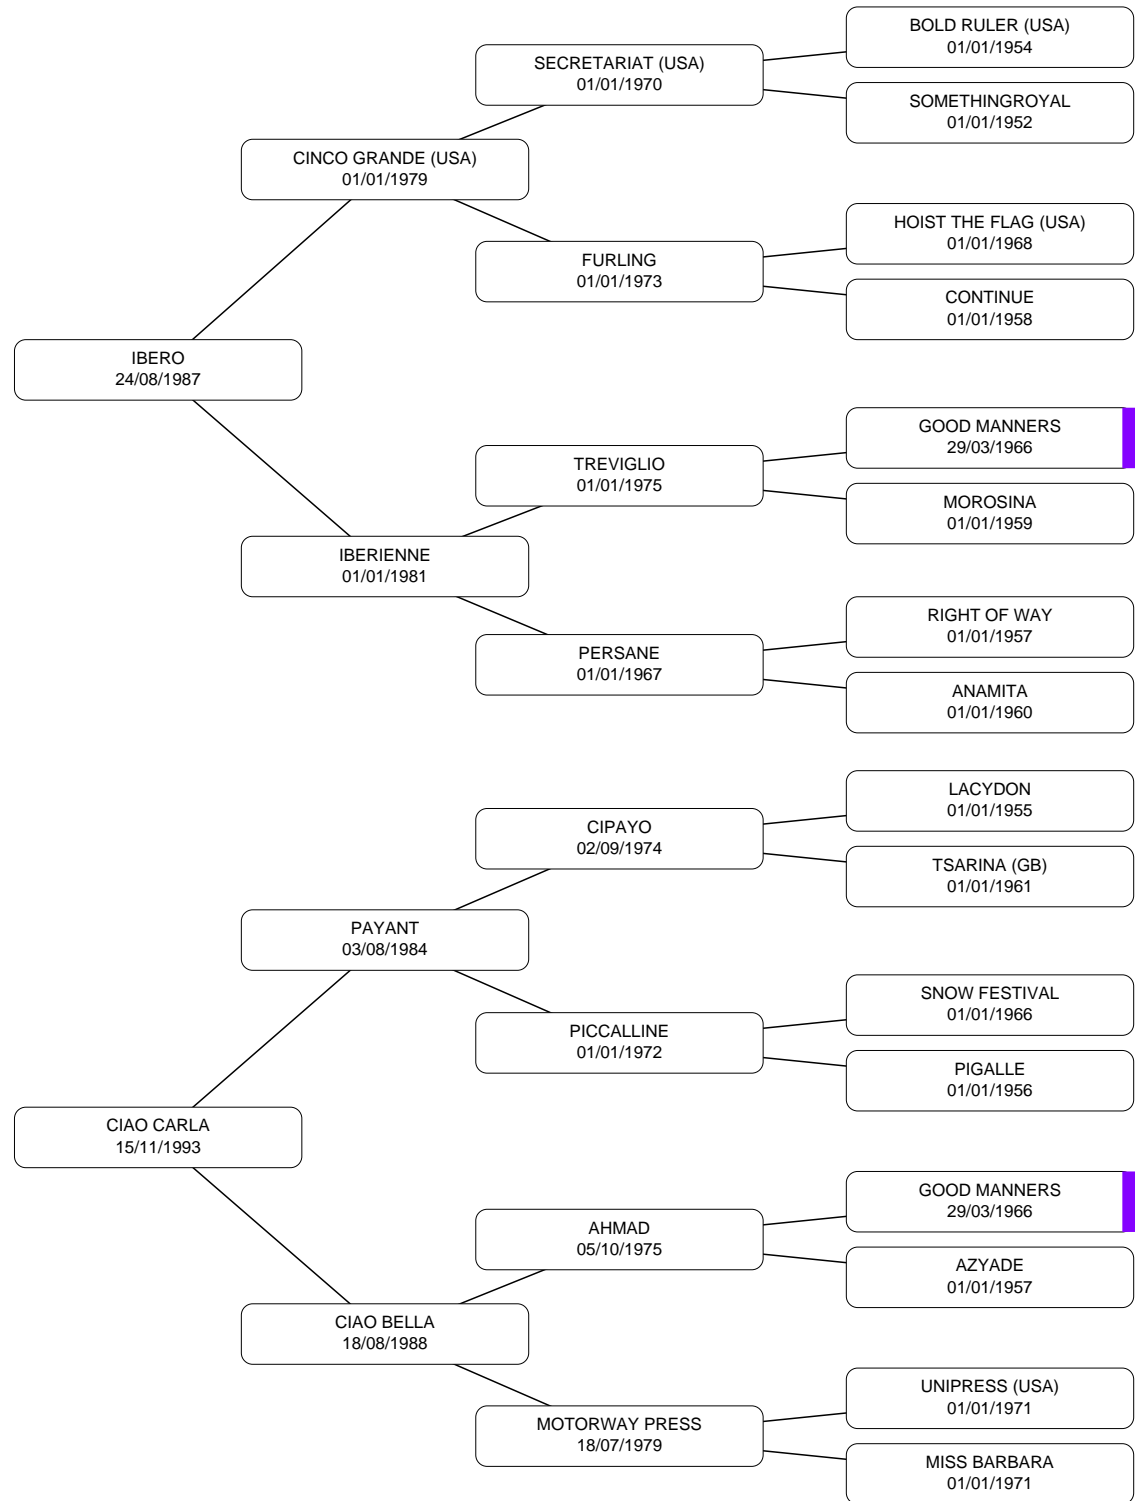 BOLD RULER (USA)
01/01/1954
SECRETARIAT (USA)
01/01/1970
SOMETHINGROYAL
01/01/1952
CINCO GRANDE (USA)
01/01/1979
HOIST THE FLAG (USA)
01/01/1968
FURLING
01/01/1973
CONTINUE
01/01/1958
IBERO
24/08/1987
GOOD MANNERS
29/03/1966
TREVIGLIO
01/01/1975
MOROSINA
01/01/1959
IBERIENNE
01/01/1981
RIGHT OF WAY
01/01/1957
PERSANE
01/01/1967
ANAMITA
01/01/1960
LACYDON
01/01/1955
CIPAYO
02/09/1974
TSARINA (GB)
01/01/1961
PAYANT
03/08/1984
SNOW FESTIVAL
01/01/1966
PICCALLINE
01/01/1972
PIGALLE
01/01/1956
CIAO CARLA
15/11/1993
GOOD MANNERS
29/03/1966
AHMAD
05/10/1975
AZYADE
01/01/1957
CIAO BELLA
18/08/1988
UNIPRESS (USA)
01/01/1971
MOTORWAY PRESS
18/07/1979
MISS BARBARA
01/01/1971